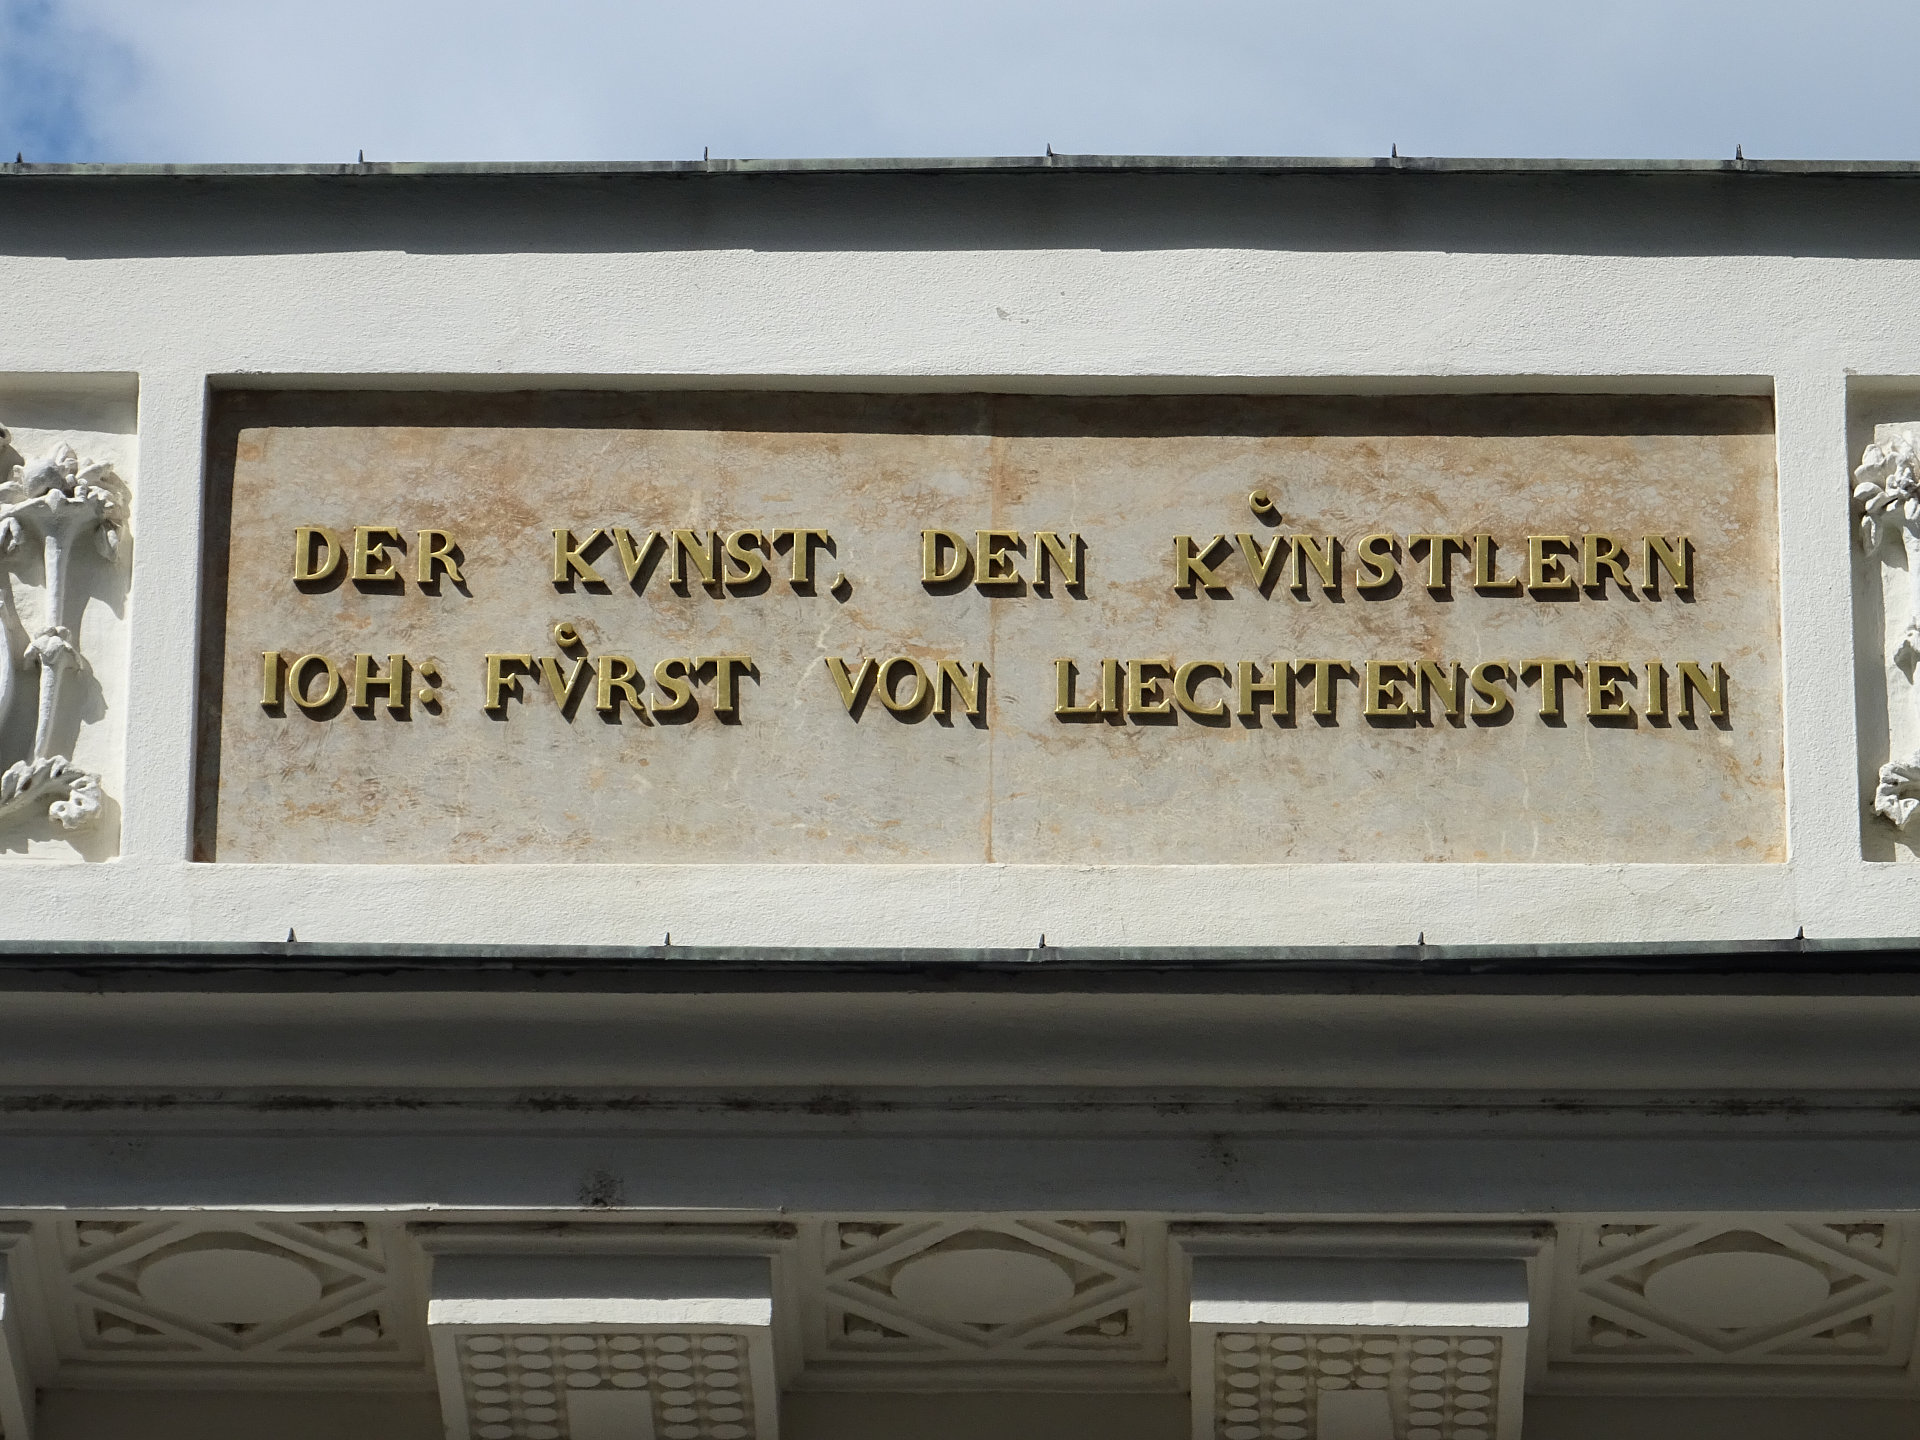 DER KVNST, DEN KV̊NSTLERN
IOH: FV̊RST VON LIECHTENSTEIN